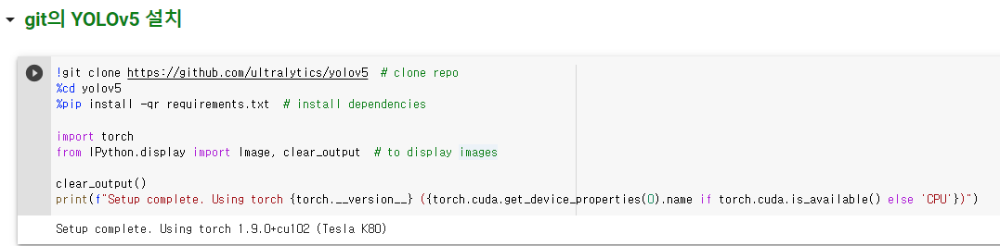 git의 YOLOv5 설치
!git clone https://github.com/ultralytics/yolov5  # clone repo
%cd yolov5
%pip install -qr requirements.txt  # install dependencies
import torch
from IPython.display import Image, clear_output  # to display images
clear_output()
print(f"Setup complete. Using torch {torch.__version__} ({torch.cuda.get_device_properties(0).name if torch.cuda.is_available() else 'CPU'})")
Setup complete. Using torch 1.9.0+cu102 (Tesla K80)